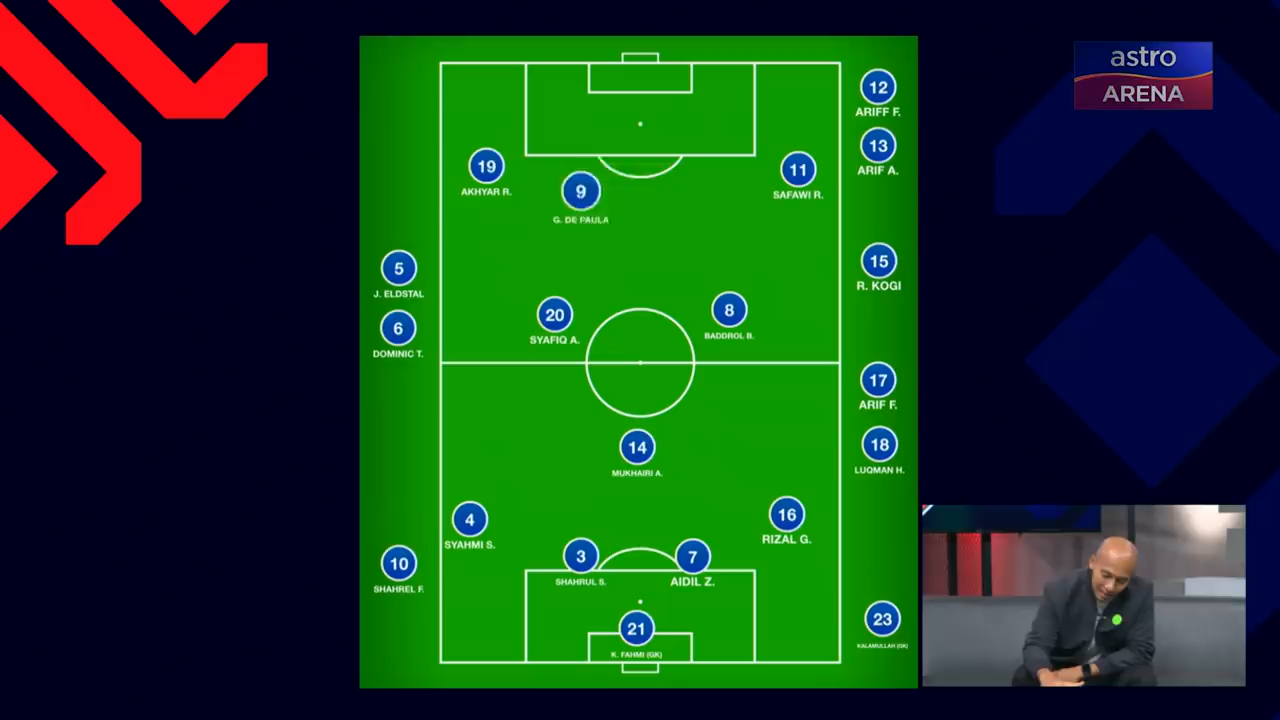 astro
ARENA
12
ARIFF F.
13
ARIF A.
19
AKHYAR R.
9
G. DE PAULA
11
SAFAWI R.
5
J. ELDSTAL
15
R. KOGI
6
DOMINIC T.
20
SYAFIQ A.
8
BADDROL B.
17
ARIF F.
14
MUKHAIRI A.
18
LUQMAN H.
4
SYAHMI S.
16
RIZAL G.
10
SHAHREL F.
3
SHAHRUL S.
7
AIDIL Z.
21
K. FAHMI (GK)
23
KALAMULLAH (GK)